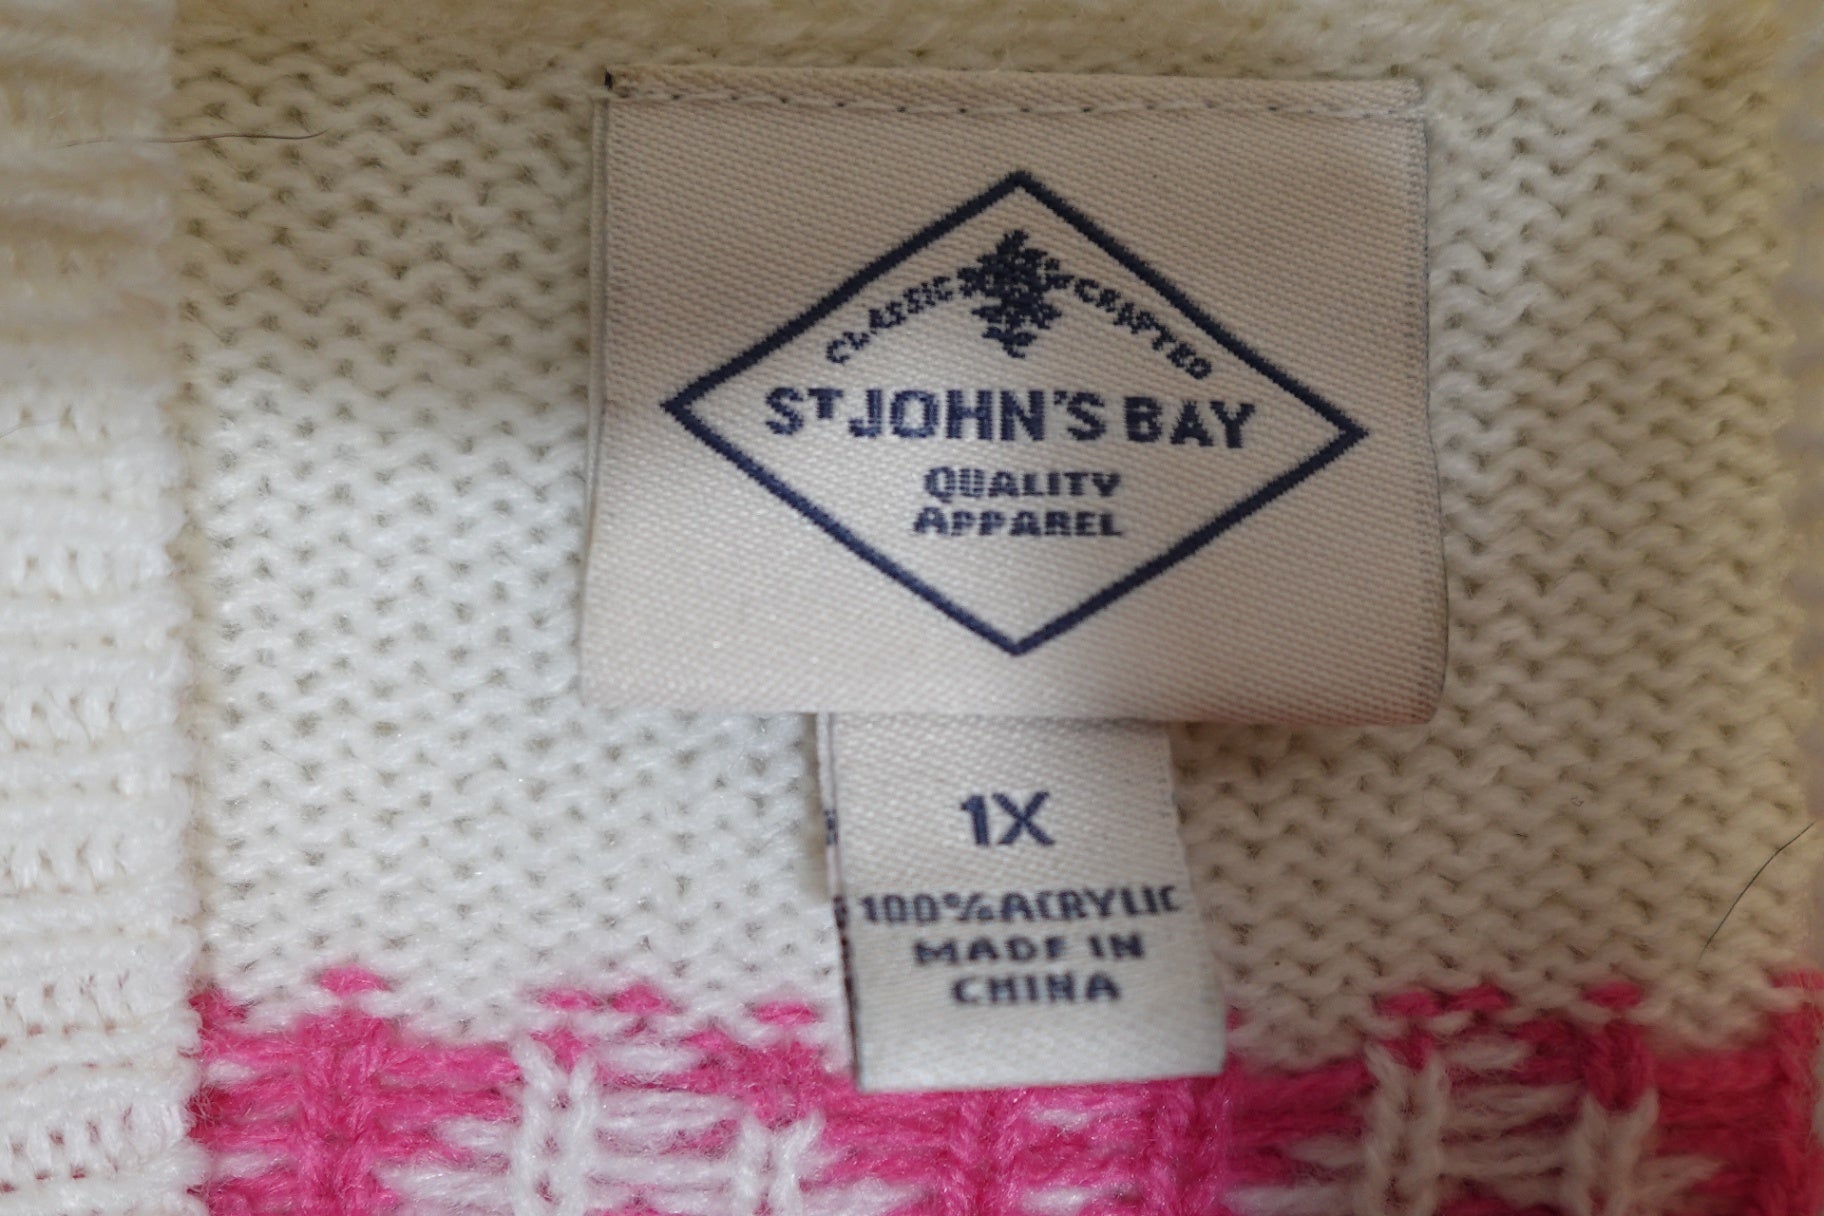 CLASSIC CRAFTED
ST JOHN'S BAY
QUALITY
APPAREL
1X
100% ACRYLIC
MADE IN
CHINA